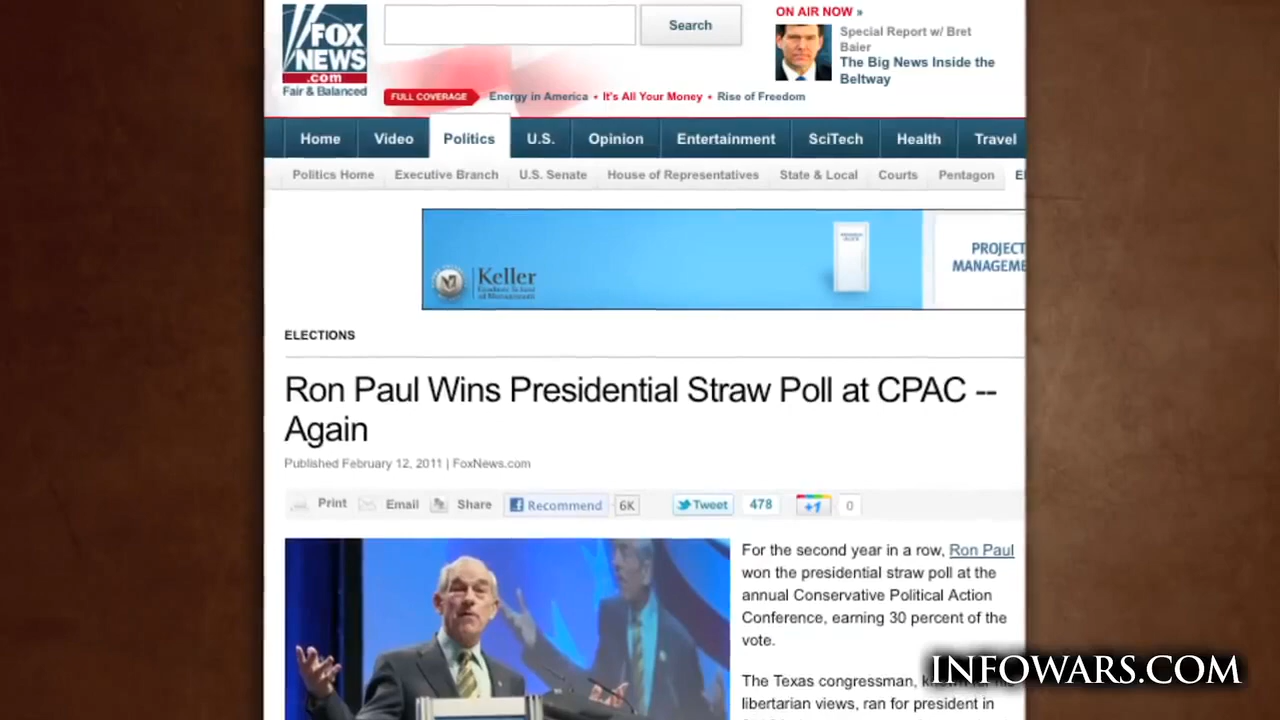 FOX
NEWS
.com
Fair & Balanced
Search
ON AIR NOW »
Special Report w/ Bret
Baier
The Big News Inside the
Beltway
FULL COVERAGE
Energy in America • It's All Your Money • Rise of Freedom
Home Video Politics U.S. Opinion Entertainment SciTech Health Travel
Politics Home Executive Branch U.S. Senate House of Representatives State & Local Courts Pentagon
Keller
Graduate School
of Management
PROJECT
MANAGEME
ELECTIONS
Ron Paul Wins Presidential Straw Poll at CPAC --
Again
Published February 12, 2011 | FoxNews.com
Print Email Share Recommend 6K Tweet 478 +1 0
For the second year in a row, Ron Paul
won the presidential straw poll at the
annual Conservative Political Action
Conference, earning 30 percent of the
vote.
The Texas congressman,
libertarian views, ran for president in
INFOWARS.COM